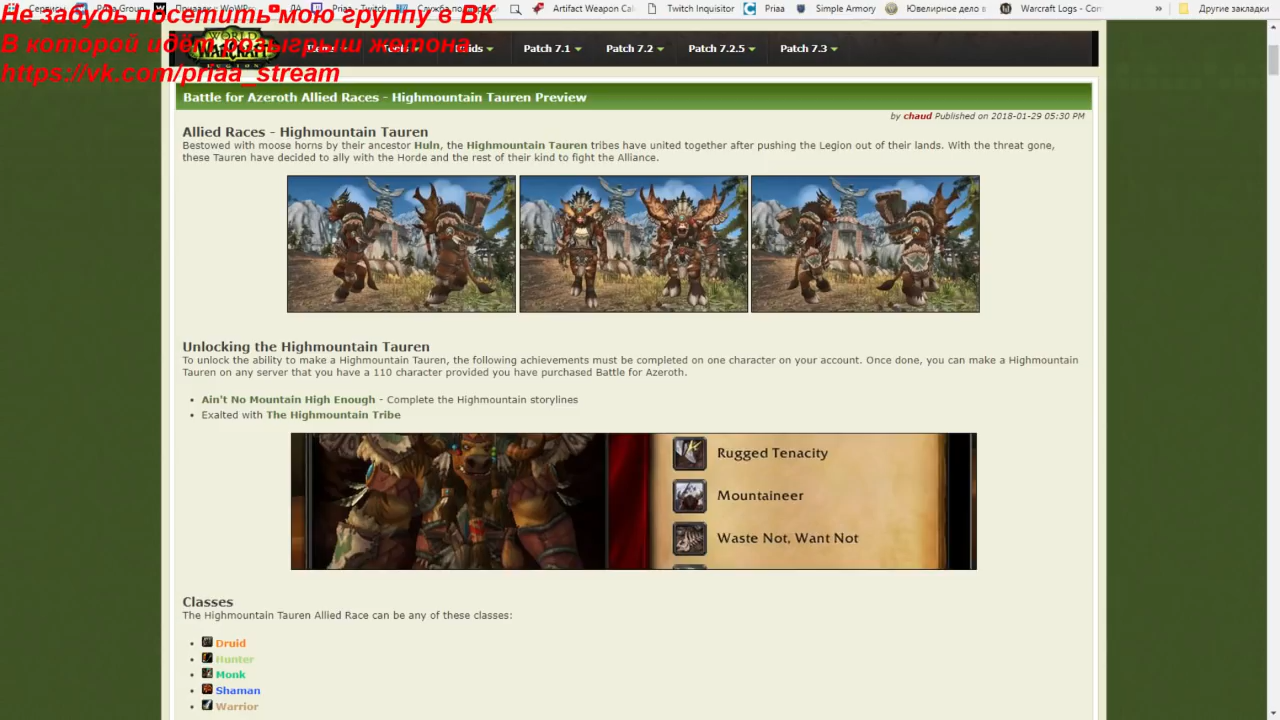 Сервисы
Priaa Group
Priaa - Twitch
Artifact Weapon Cal
Twitch Inquisitor
Priaa
Simple Armory
Ювелирное дело в
Warcraft Logs - Com
»
Другие закладки
Не забудь посетить мою группу в ВК
В которой идёт розыгрыш жетона
https://vk.com/priaa_stream
WORLD
WARCRAFT
LEGION
Patch 7.1
Patch 7.2
Patch 7.2.5
Patch 7.3
Battle for Azeroth Allied Races - Highmountain Tauren Preview
by chaud Published on 2018-01-29 05:30 PM
Allied Races - Highmountain Tauren
Bestowed with moose horns by their ancestor Huln, the Highmountain Tauren tribes have united together after pushing the Legion out of their lands. With the threat gone,
these Tauren have decided to ally with the Horde and the rest of their kind to fight the Alliance.
Unlocking the Highmountain Tauren
To unlock the ability to make a Highmountain Tauren, the following achievements must be completed on one character on your account. Once done, you can make a Highmountain
Tauren on any server that you have a 110 character provided you have purchased Battle for Azeroth.
Ain't No Mountain High Enough - Complete the Highmountain storylines
Exalted with The Highmountain Tribe
Rugged Tenacity
Mountaineer
Waste Not, Want Not
Classes
The Highmountain Tauren Allied Race can be any of these classes:
Druid
Hunter
Monk
Shaman
Warrior